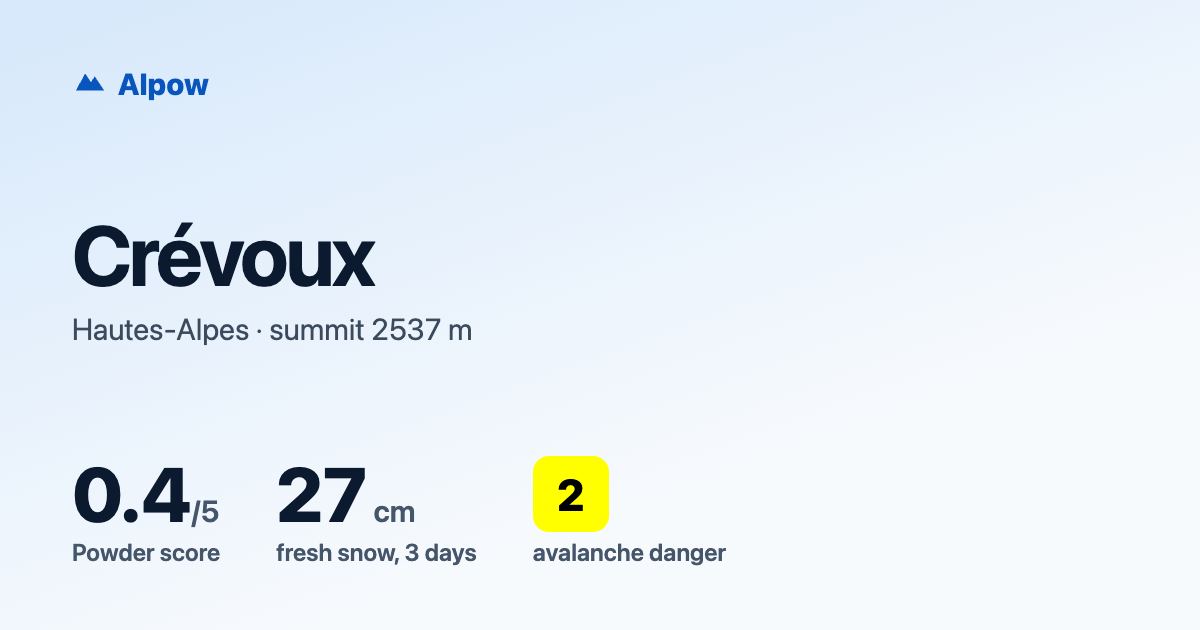 Alpow
Crévoux
Hautes-Alpes · summit 2537 m
0.4/5
Powder score
27 cm
fresh snow, 3 days
2
avalanche danger